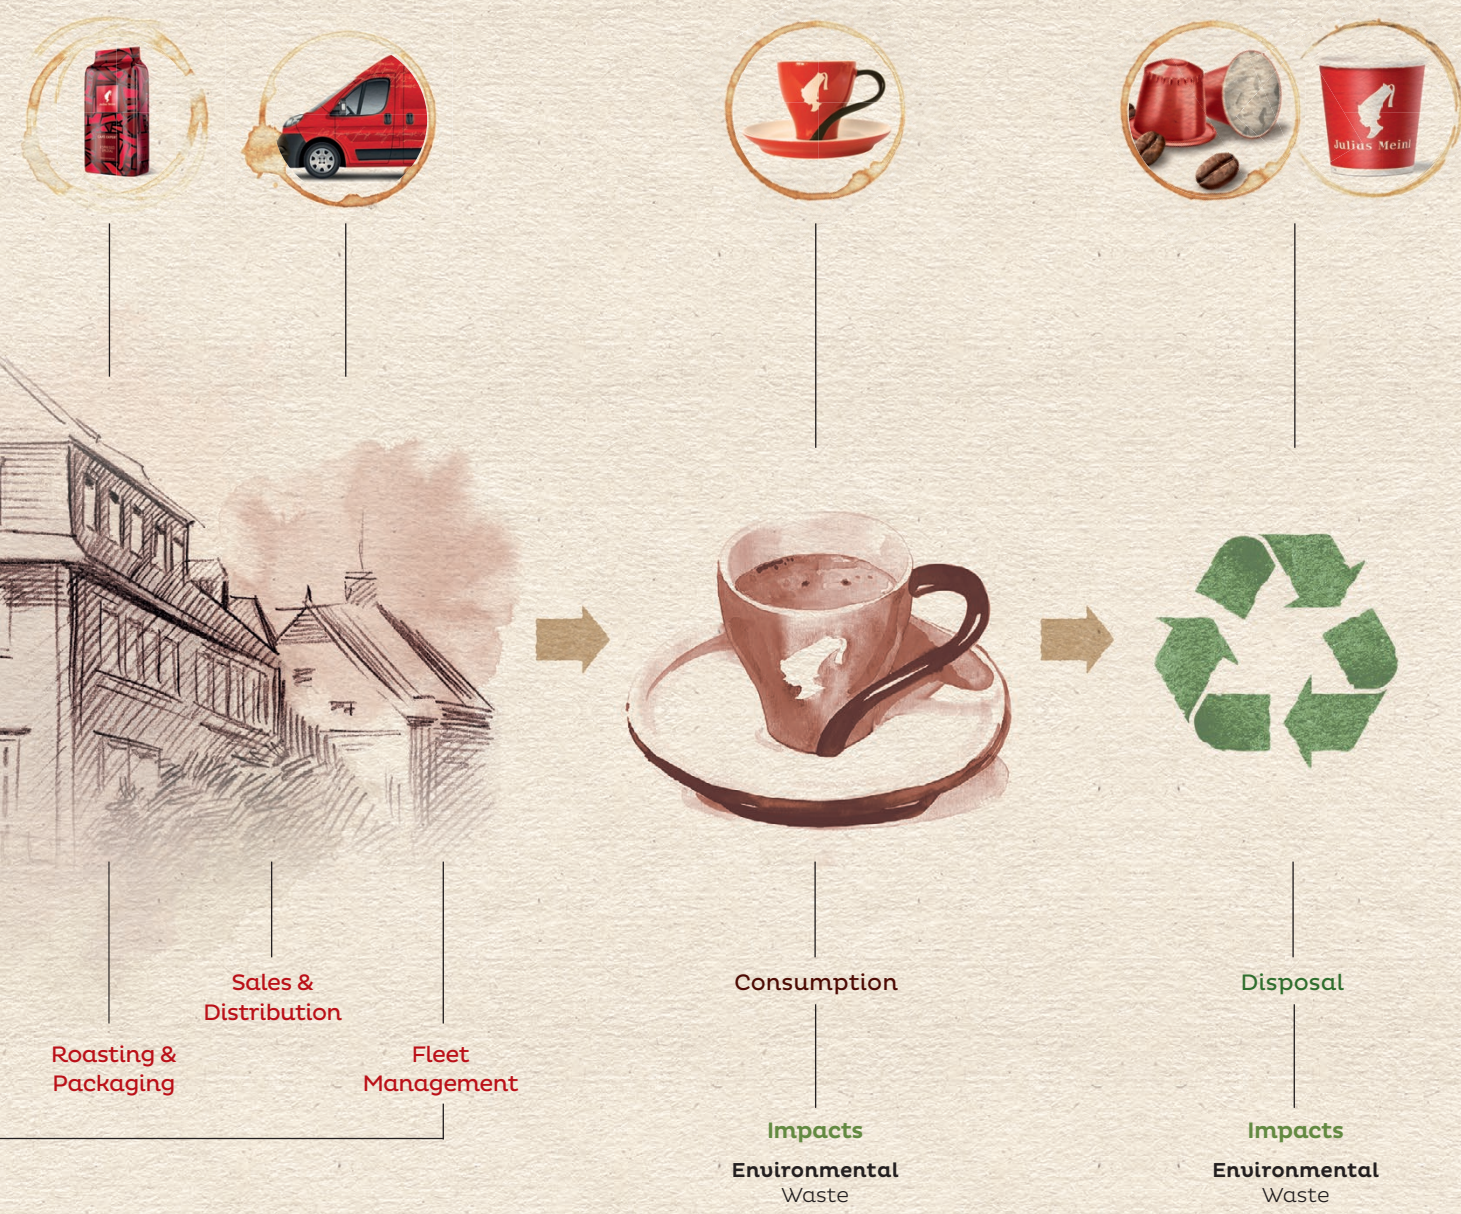 Julius Meinl
Sales &
Distribution
Consumption
Disposal
Roasting &
Packaging
Fleet
Management
Impacts
Environmental
Waste
Impacts
Environmental
Waste